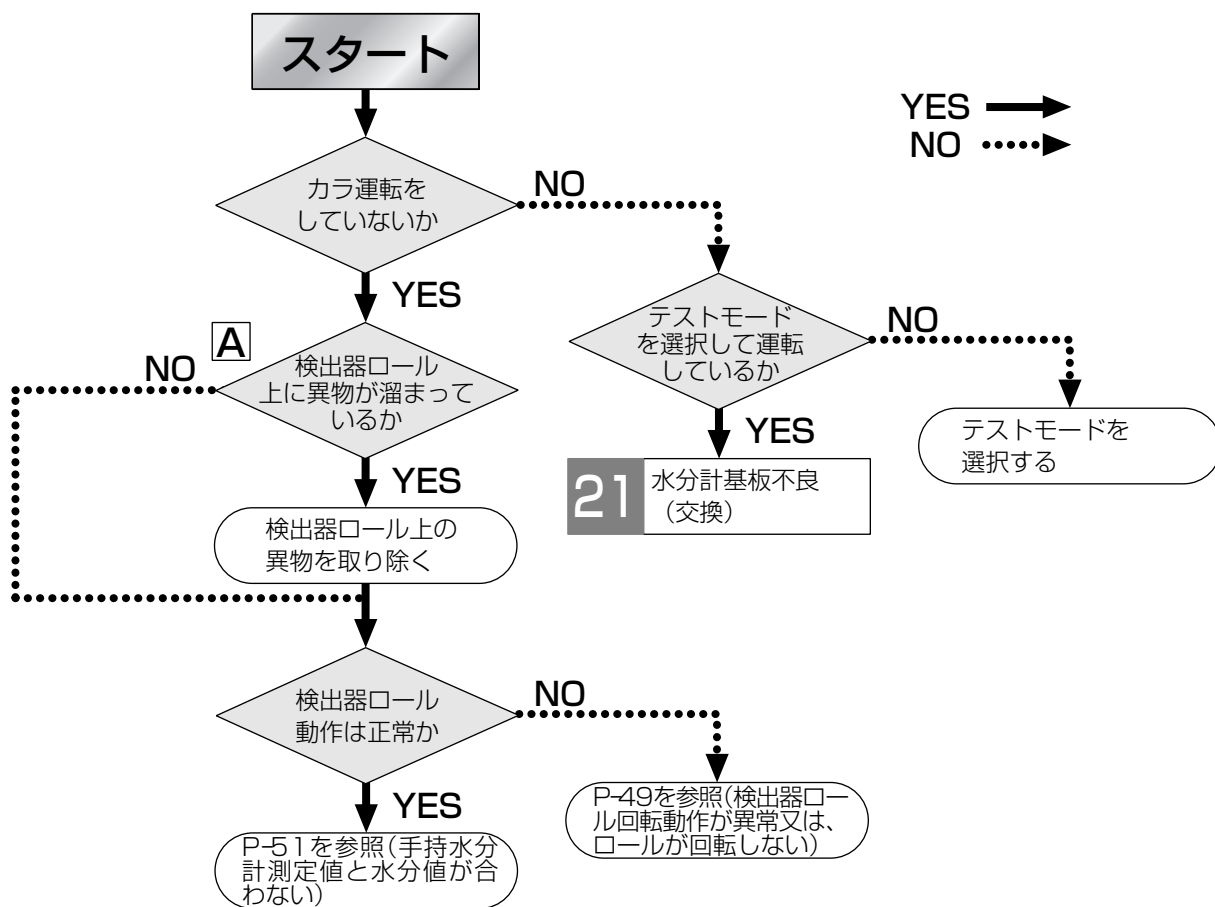 スタート
YES
NO
カラ運転を
していないか
NO
YES
テストモード
を選択して運転
しているか
NO
A
NO
検出器ロール
上に異物が溜まって
いるか
YES
テストモードを
選択する
21
水分計基板不良
（交換）
YES
検出器ロール上の
異物を取り除く
検出器ロール
動作は正常か
NO
YES
P-49を参照（検出器ロー
ル回転動作が異常又は、
ロールが回転しない）
P-51を参照（手持水分
計測定値と水分値が合
わない）